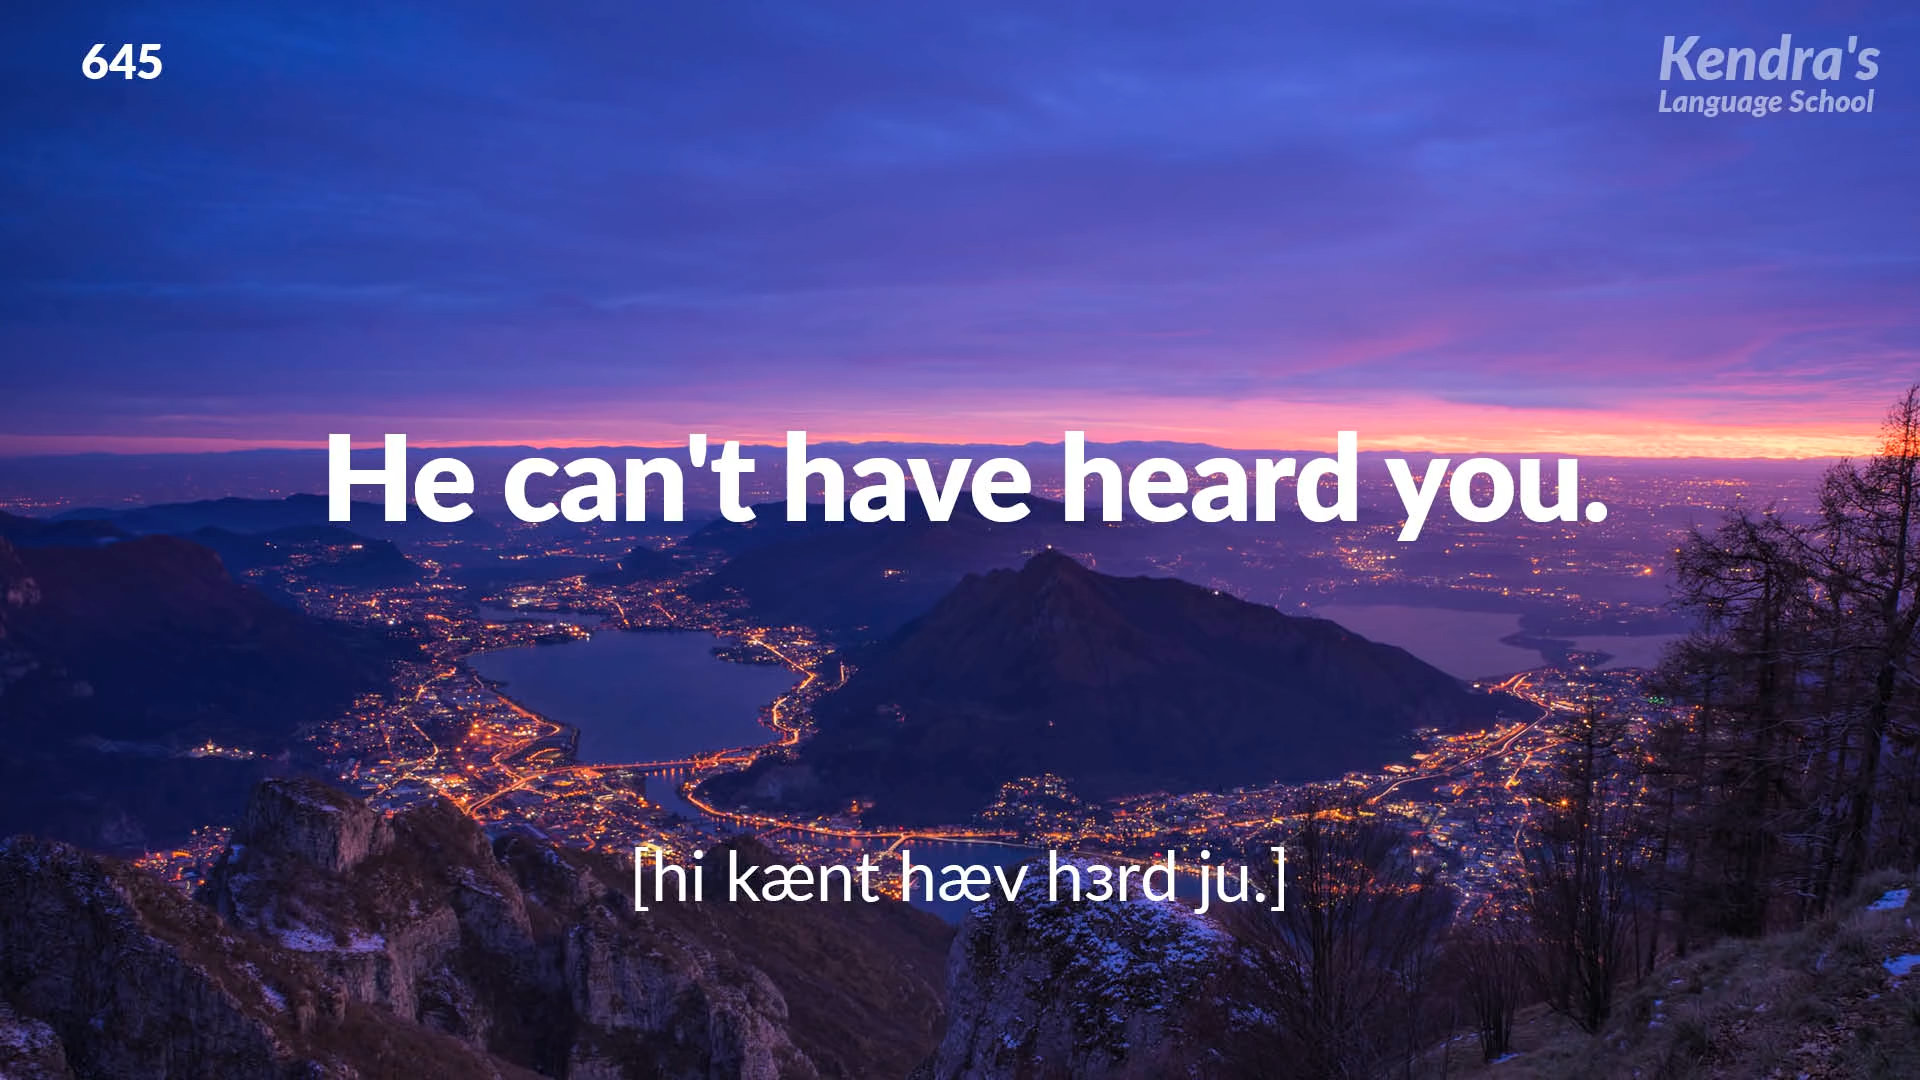 645
Kendra's
Language School
He can't have heard you.
[hi kænt hæv hɜrd ju.]